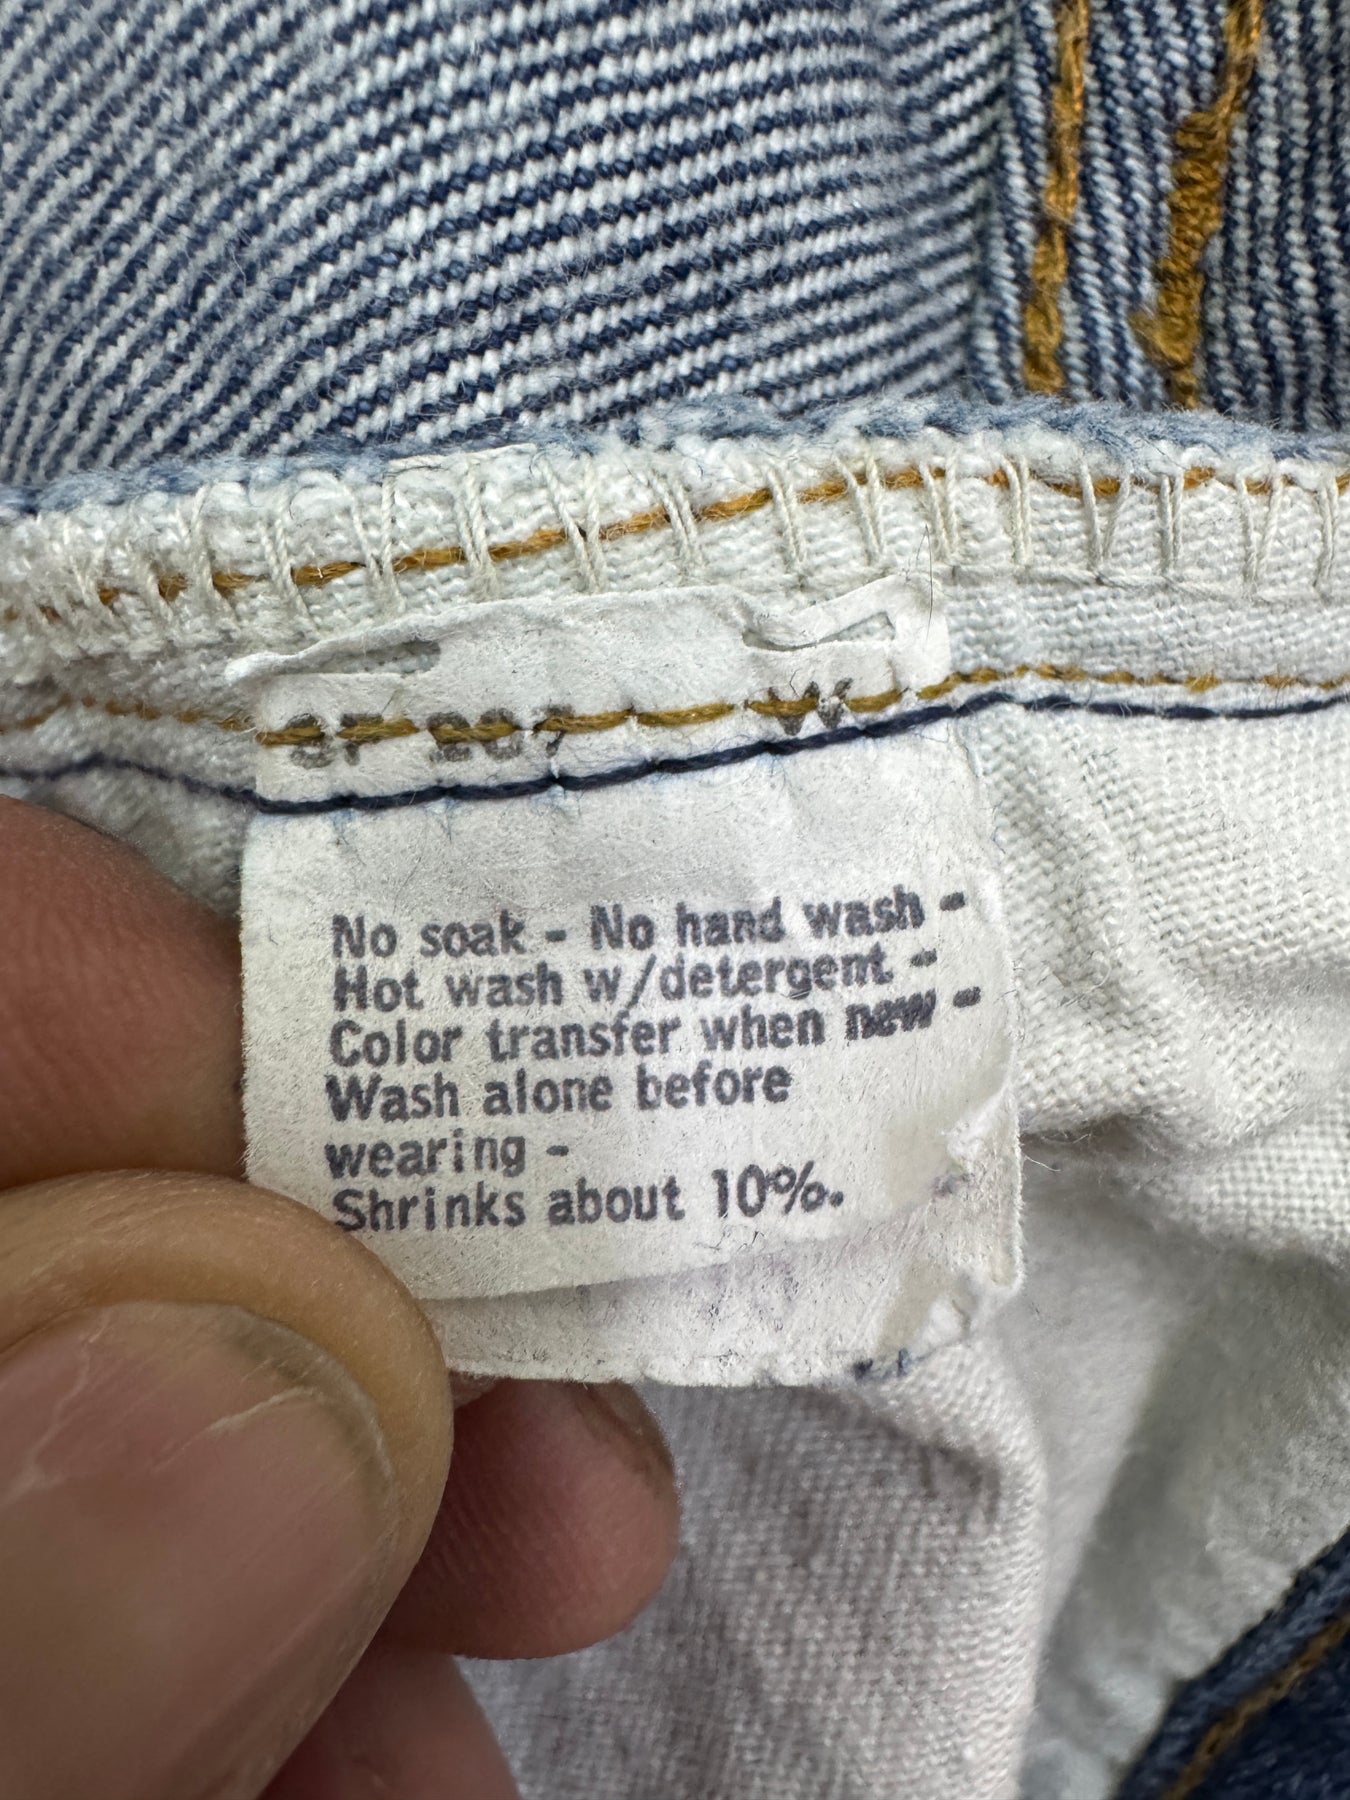 W
No soak - No hand wash -
Hot wash w/detergent -
Color transfer when new -
Wash alone before
wearing -
Shrinks about 10%.